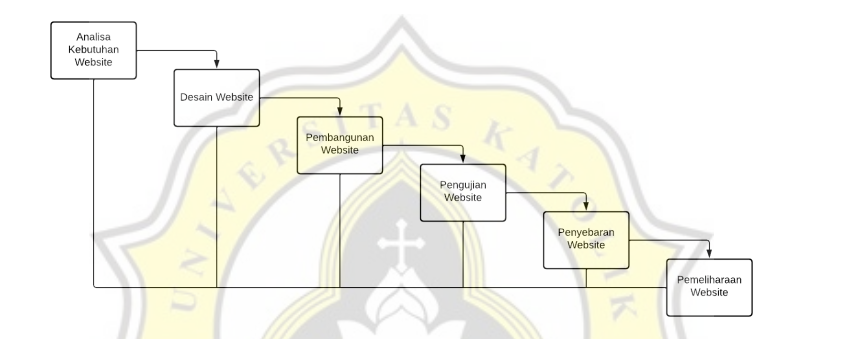 Analisa
Kebutuhan
Website
Desain Website
Pembangunan
Website
Pengujian
Website
Penyebaran
Website
Pemeliharaan
Website
UNIVERSITAS KATOLIK